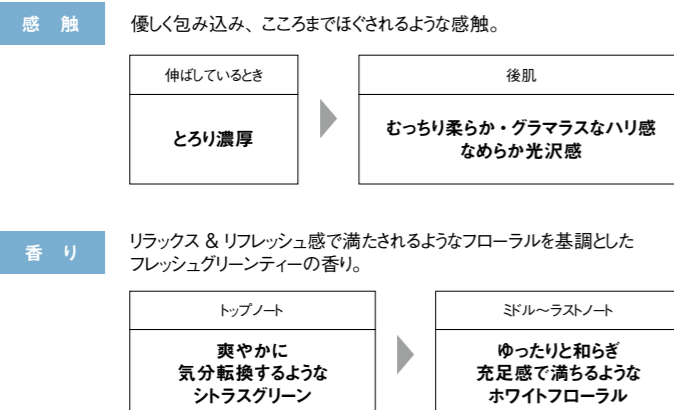 感 触
優しく包み込み、こころまでほぐされるような感触。
伸ばしているとき
とろり濃厚
後肌
むっちり柔らか・グラマラスなハリ感
なめらか光沢感
香 り
リラックス & リフレッシュ感で満たされるようなフローラルを基調とした
フレッシュグリーンティーの香り。
トップノート
爽やかに
気分転換するような
シトラスグリーン
ミドル〜ラストノート
ゆったりと和らぎ
充足感で満ちるような
ホワイトフローラル